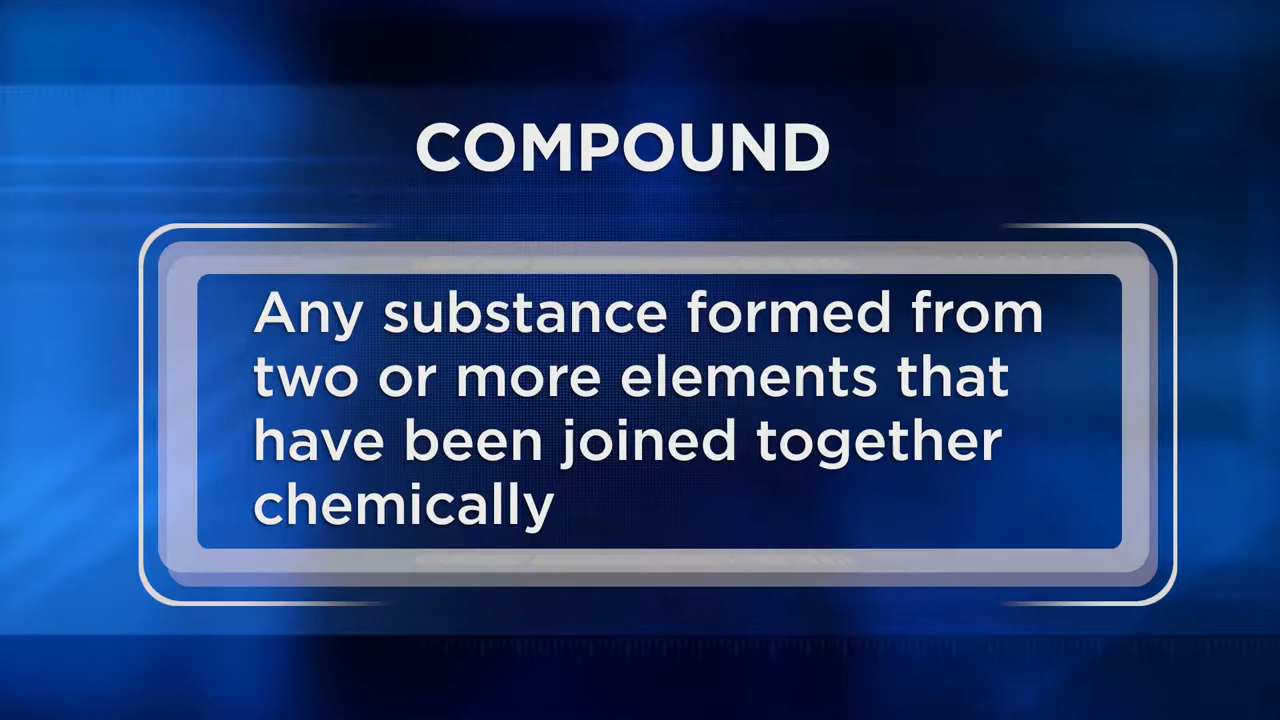 COMPOUND
Any substance formed from
two or more elements that
have been joined together
chemically